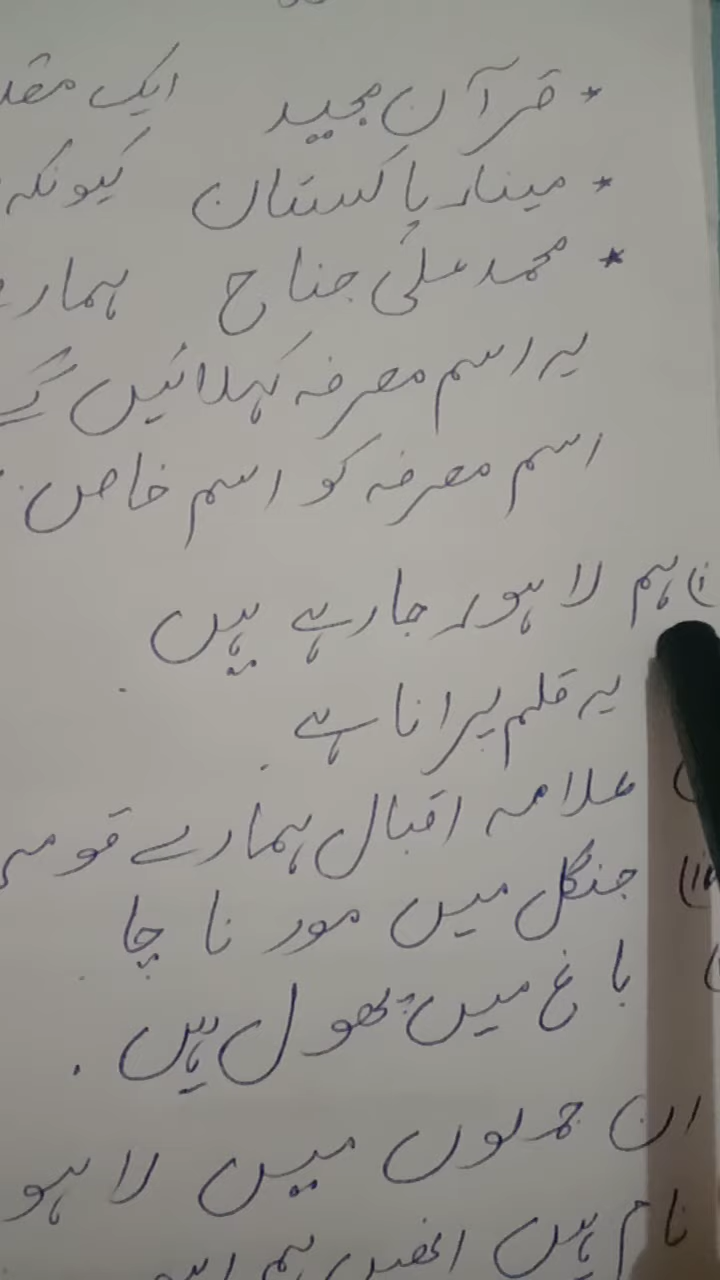 * قرآن مجید ایک
* مینار پاکستان کیونکہ
* محمد علی جناح ہمارے
یہ اسم معرفہ کہلائیں گے
اسم معرفہ کو اسم خاص
(i ہم لاہور جا رہے ہیں
یہ قلم پرانا ہے
علامہ اقبال ہمارے قومی
جنگل میں مور ناچا
باغ میں پھول ہیں .
ان جملوں میں لاہو
نام ہیں انھیں ہم